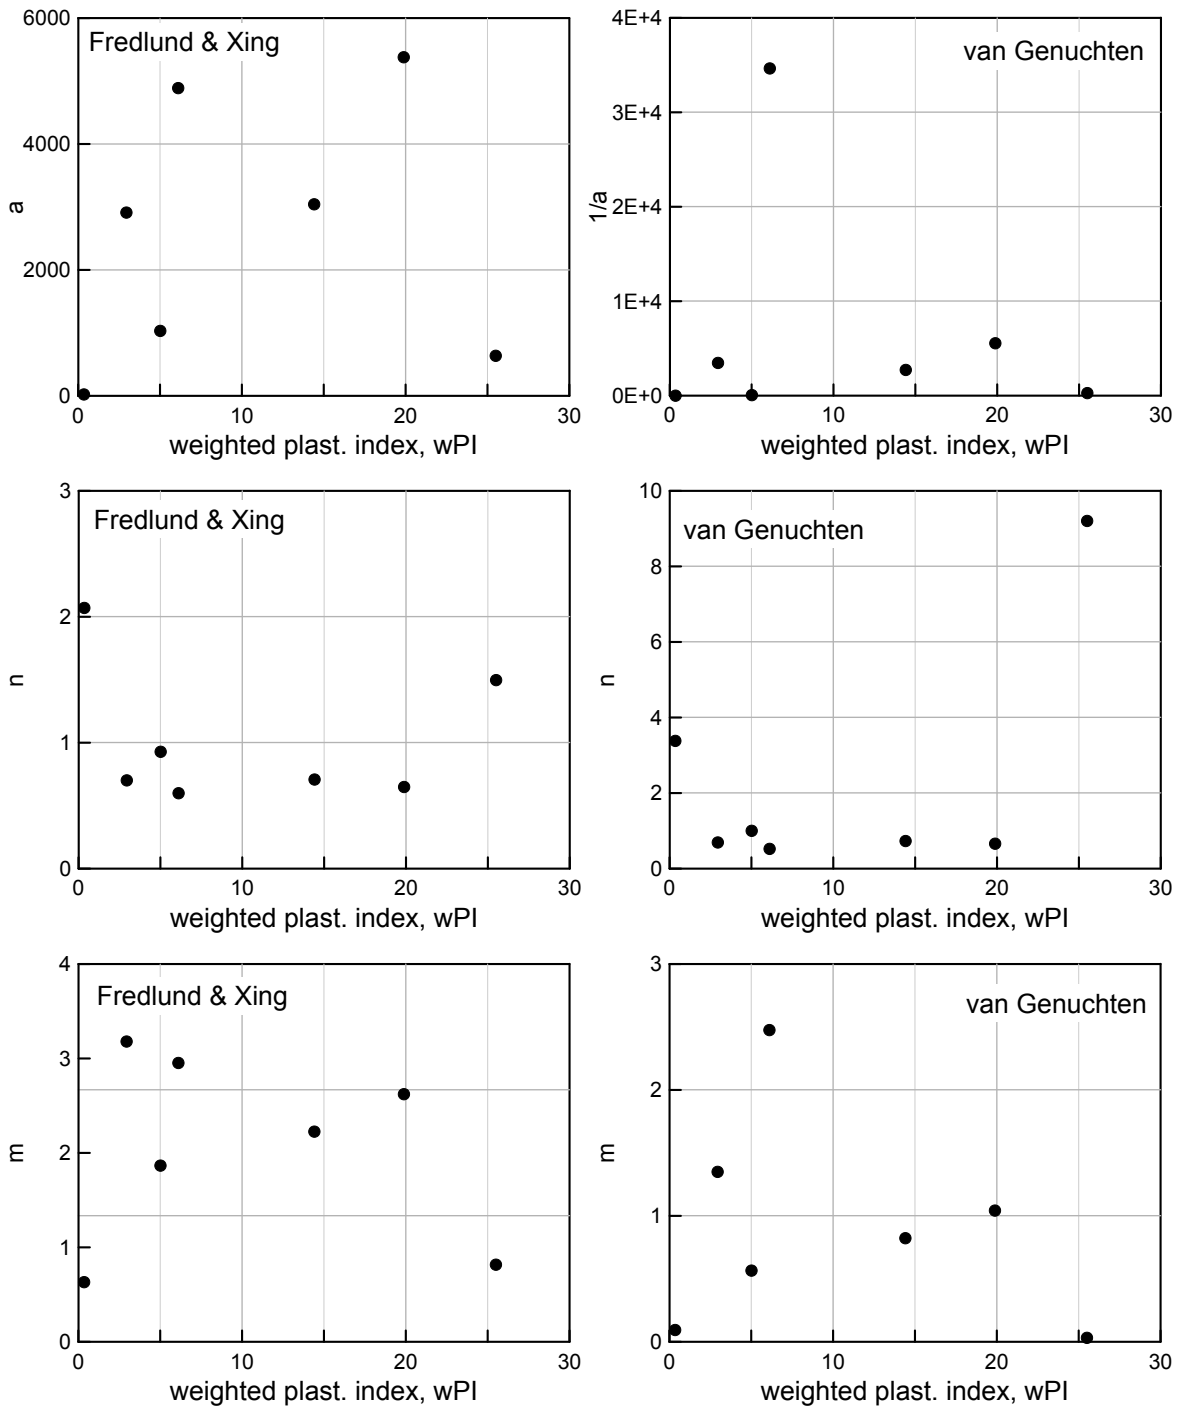 6000
Fredlund & Xing
4000
a
2000
0
0 10 20 30
weighted plast. index, wPI
4E+4
van Genuchten
3E+4
1/a
2E+4
1E+4
0E+0
0 10 20 30
weighted plast. index, wPI
3
Fredlund & Xing
2
n
1
0
0 10 20 30
weighted plast. index, wPI
10
van Genuchten
8
6
n
4
2
0
0 10 20 30
weighted plast. index, wPI
4
Fredlund & Xing
3
m
2
1
0
0 10 20 30
weighted plast. index, wPI
3
van Genuchten
2
m
1
0
0 10 20 30
weighted plast. index, wPI